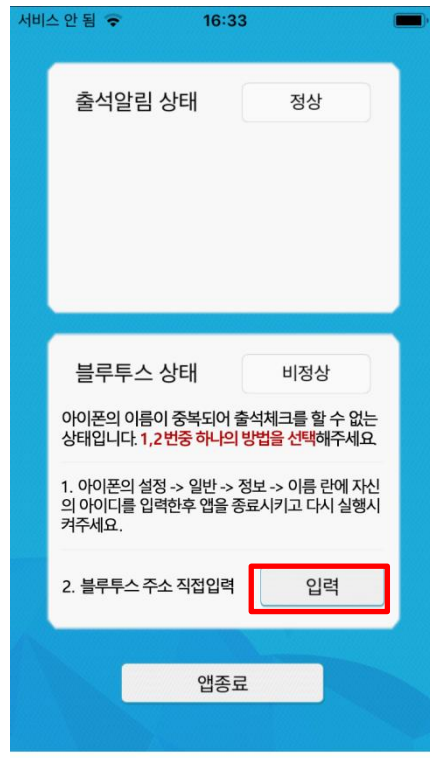 서비스 안 됨
16:33
출석알림 상태
정상
블루투스 상태
비정상
아이폰의 이름이 중복되어 출석체크를 할 수 없는
상태입니다. 1,2번중 하나의 방법을 선택해주세요.
1. 아이폰의 설정 -> 일반 -> 정보 -> 이름 란에 자신
의 아이디를 입력한후 앱을 종료시키고 다시 실행시
켜주세요.
2. 블루투스 주소 직접입력
입력
앱종료